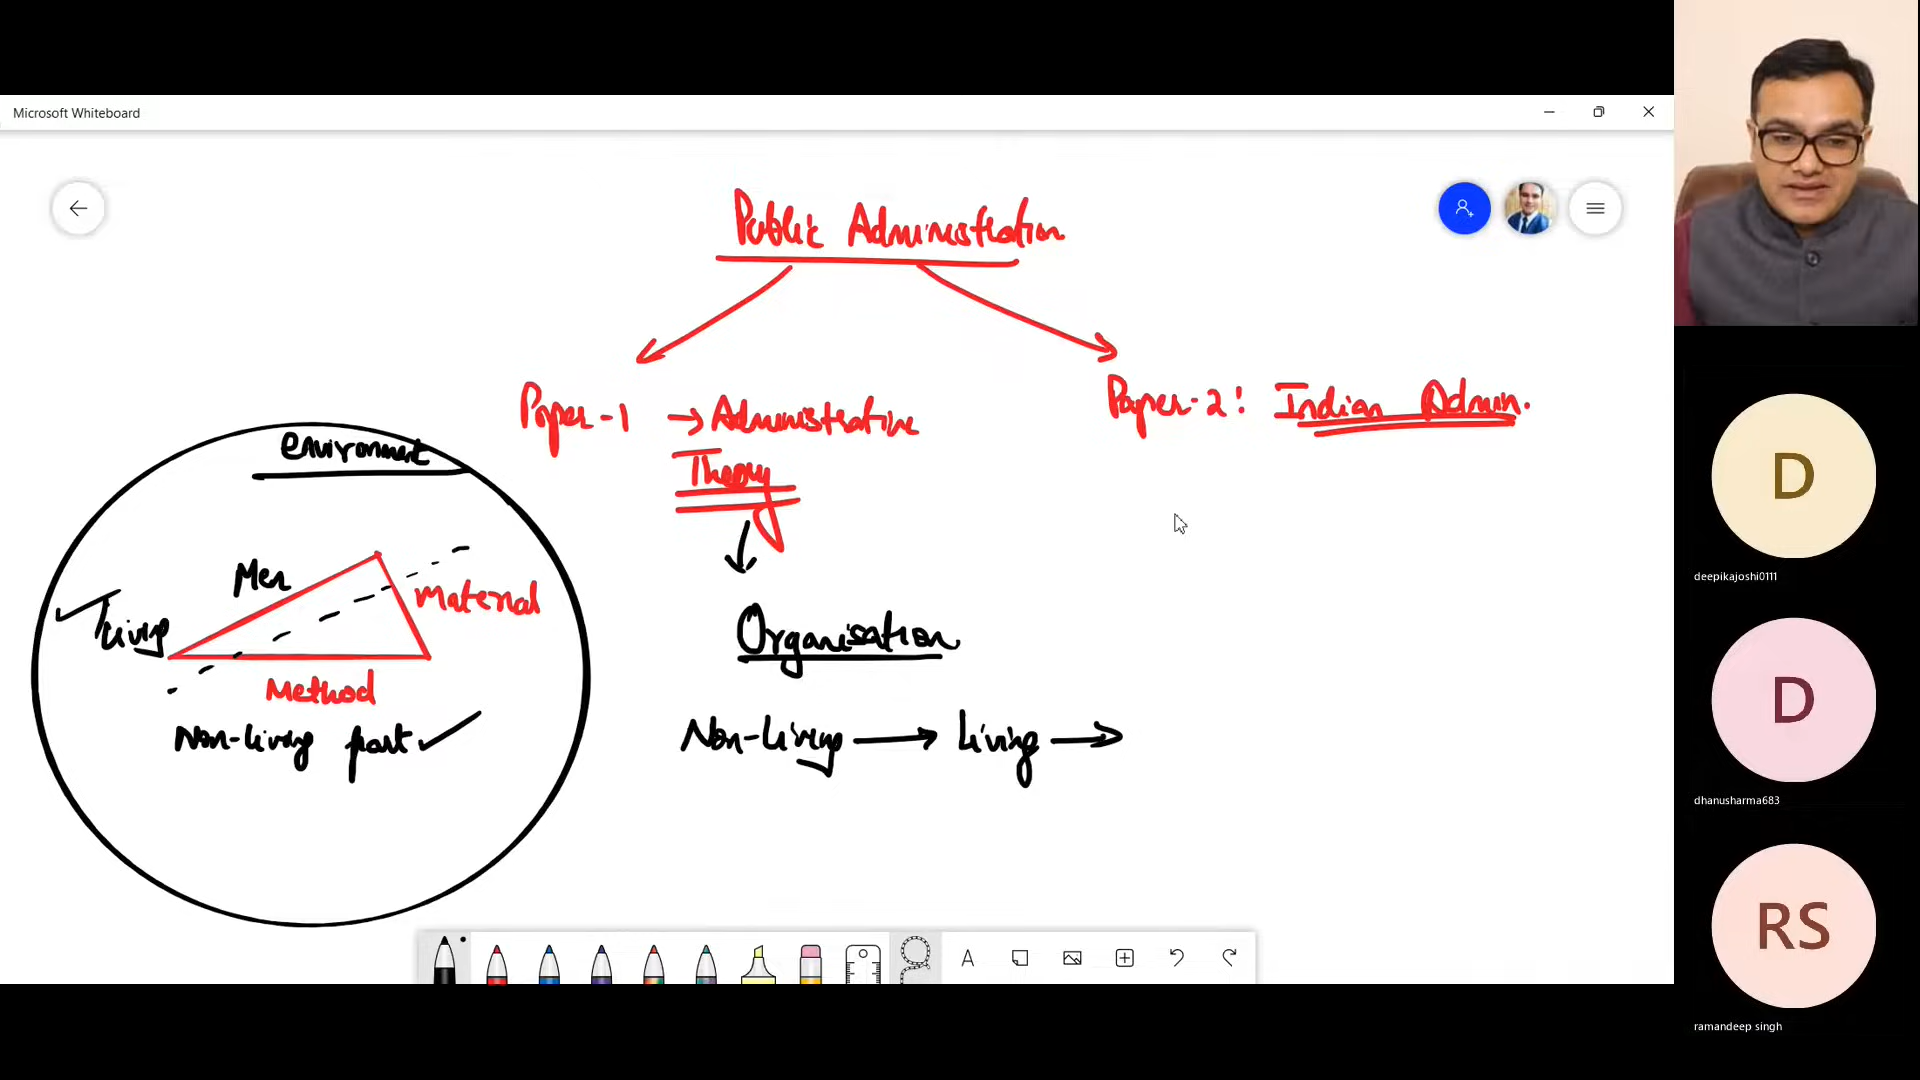 Microsoft Whiteboard
Public Administration
Paper-1 → Administrative
Theory
Paper-2: Indian Admin.
environment
Men
Material
Living
Method
Non-living part
Organisation
Non-living → Living →
A
D
deepikajoshi0111
D
dhanusharma683
RS
ramandeep singh